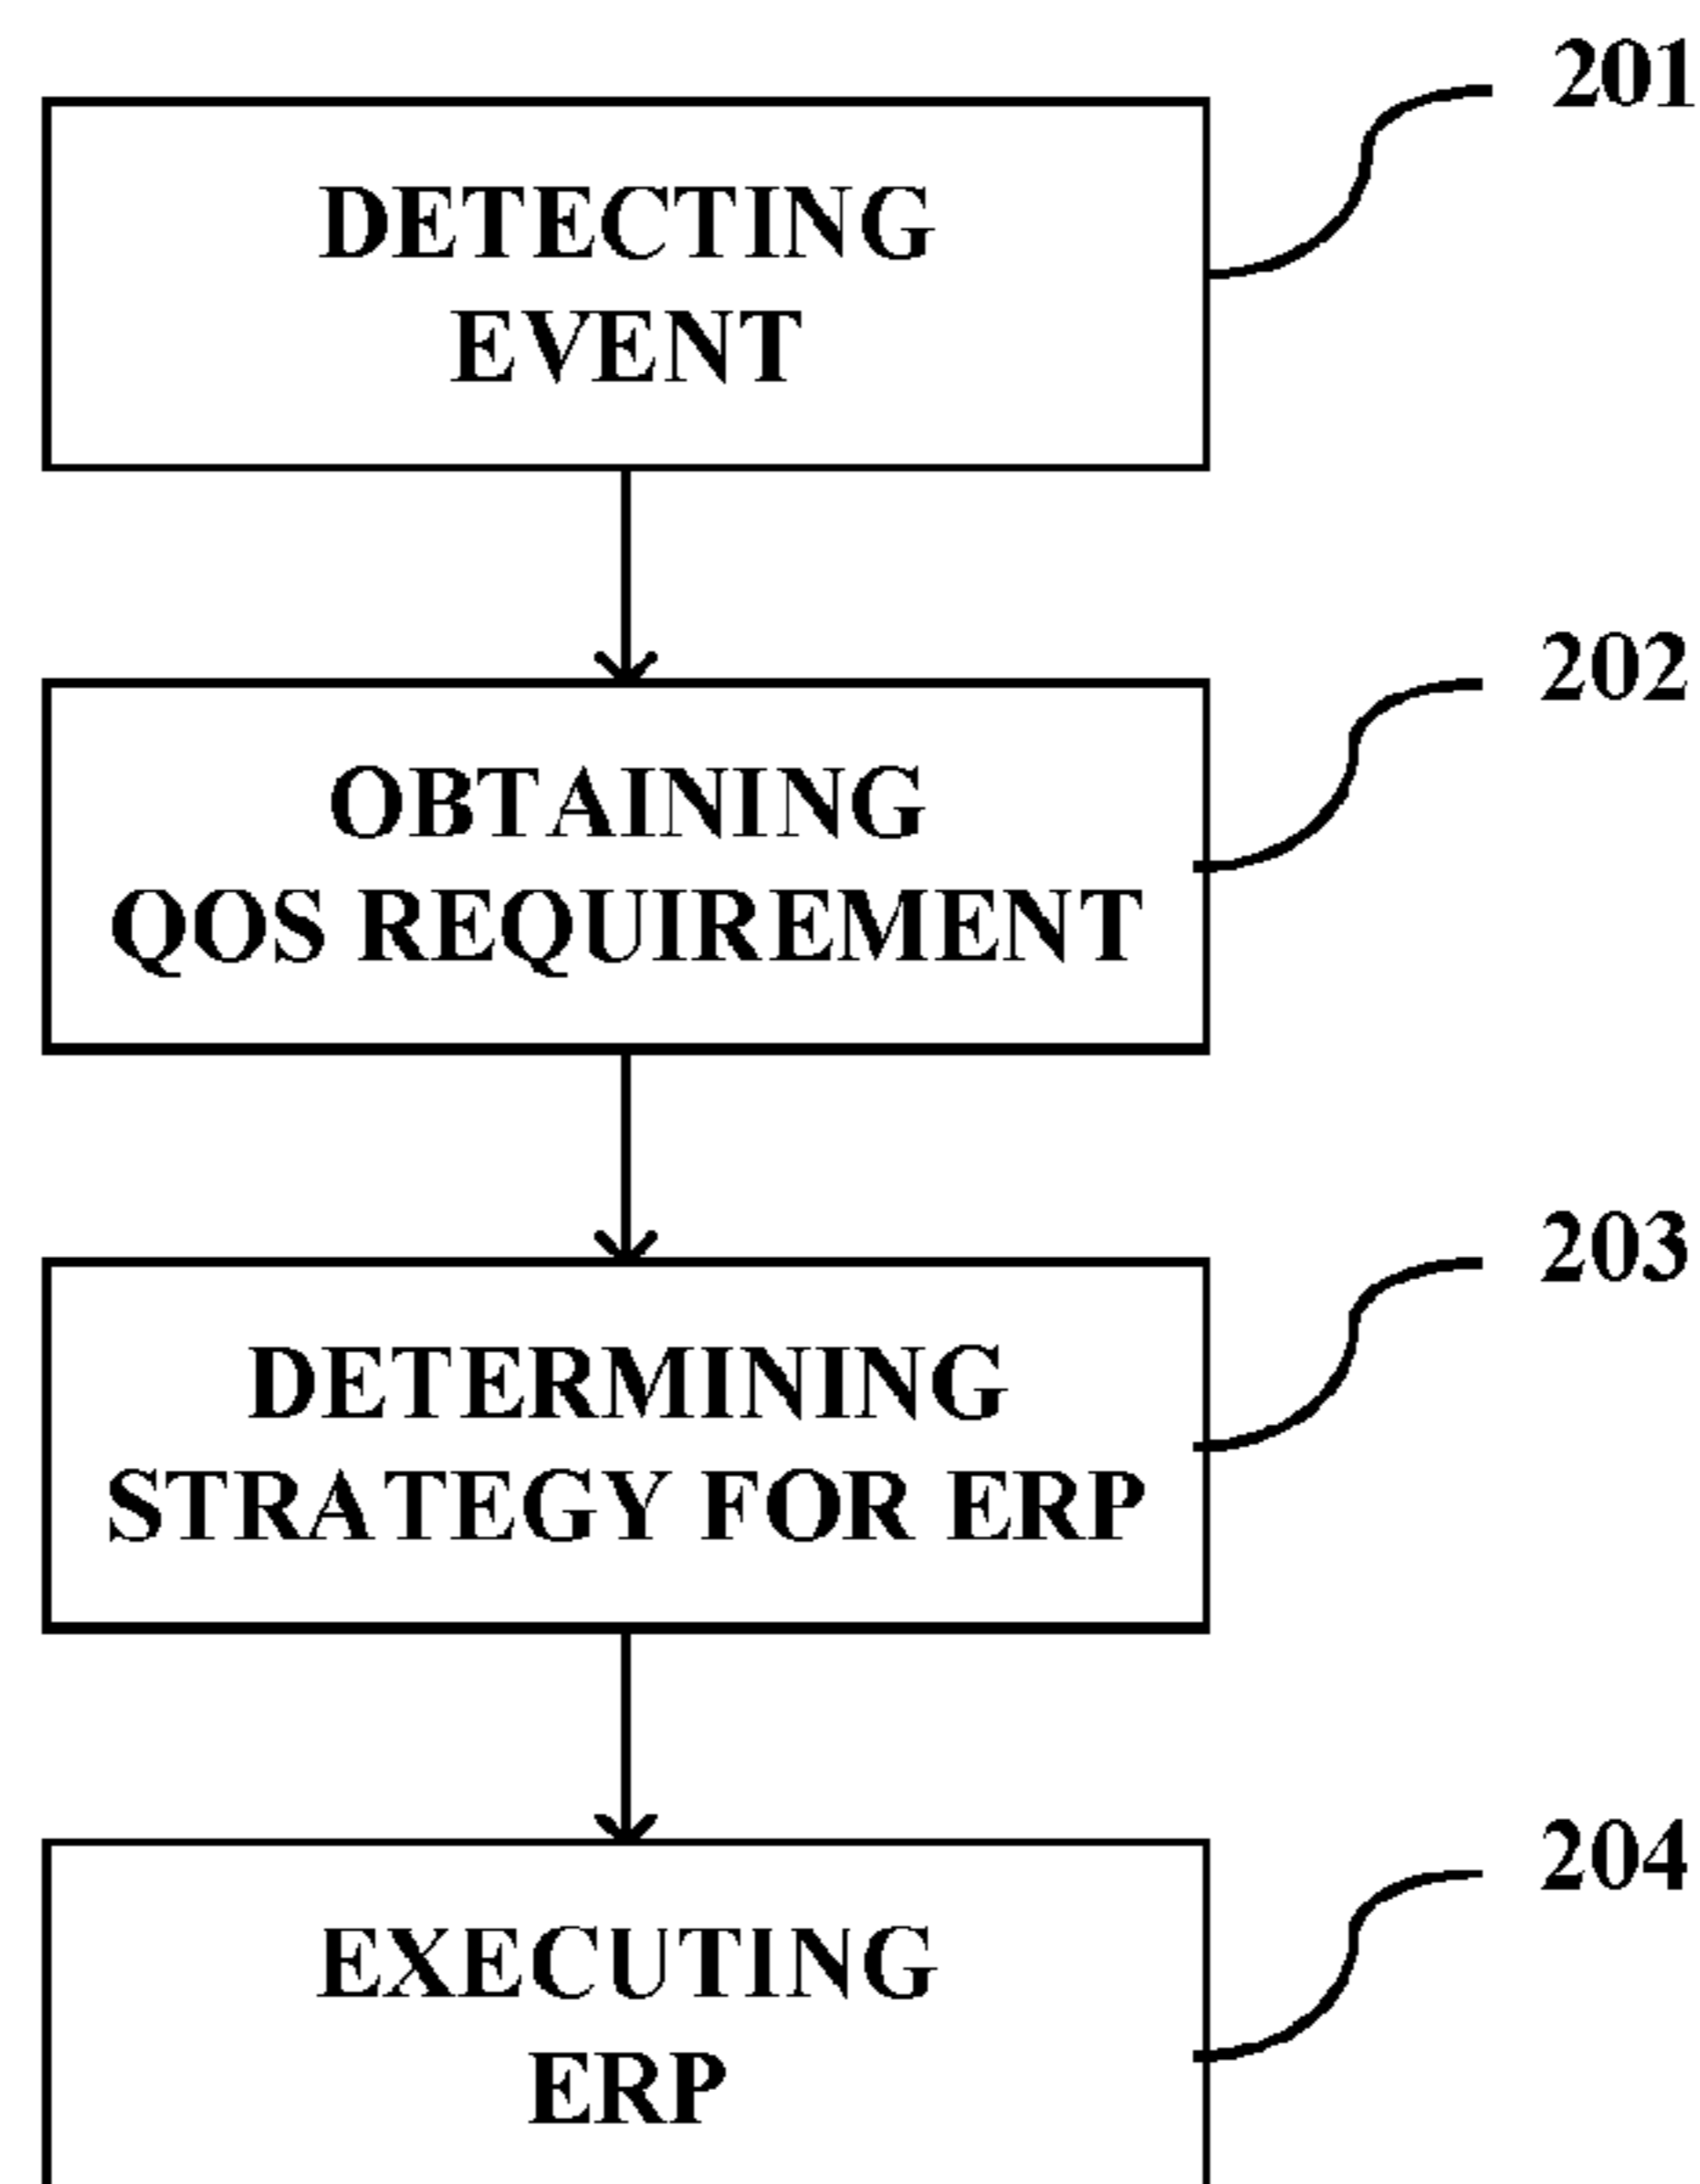 201
DETECTING
EVENT
202
OBTAINING
QOS REQUIREMENT
203
DETERMINING
STRATEGY FOR ERP
204
EXECUTING
ERP